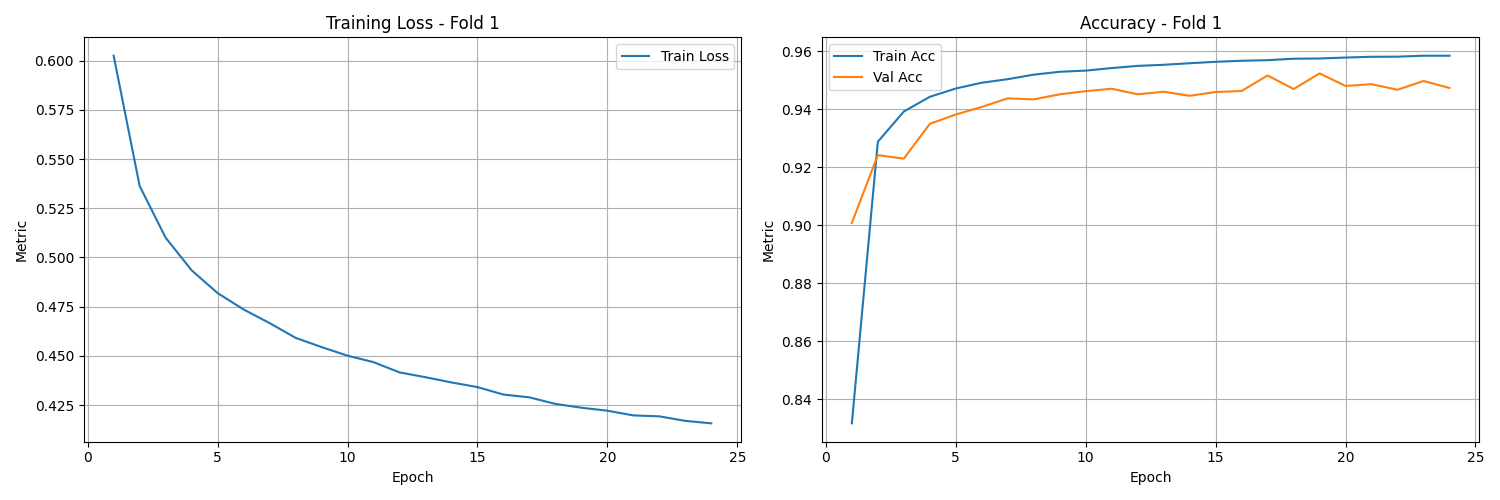 Training Loss - Fold 1
Train Loss
0.600
0.575
0.550
0.525
0.500
0.475
0.450
0.425
Metric
0 5 10 15 20 25
Epoch
Accuracy - Fold 1
Train Acc
Val Acc
0.96
0.94
0.92
0.90
0.88
0.86
0.84
Metric
0 5 10 15 20 25
Epoch